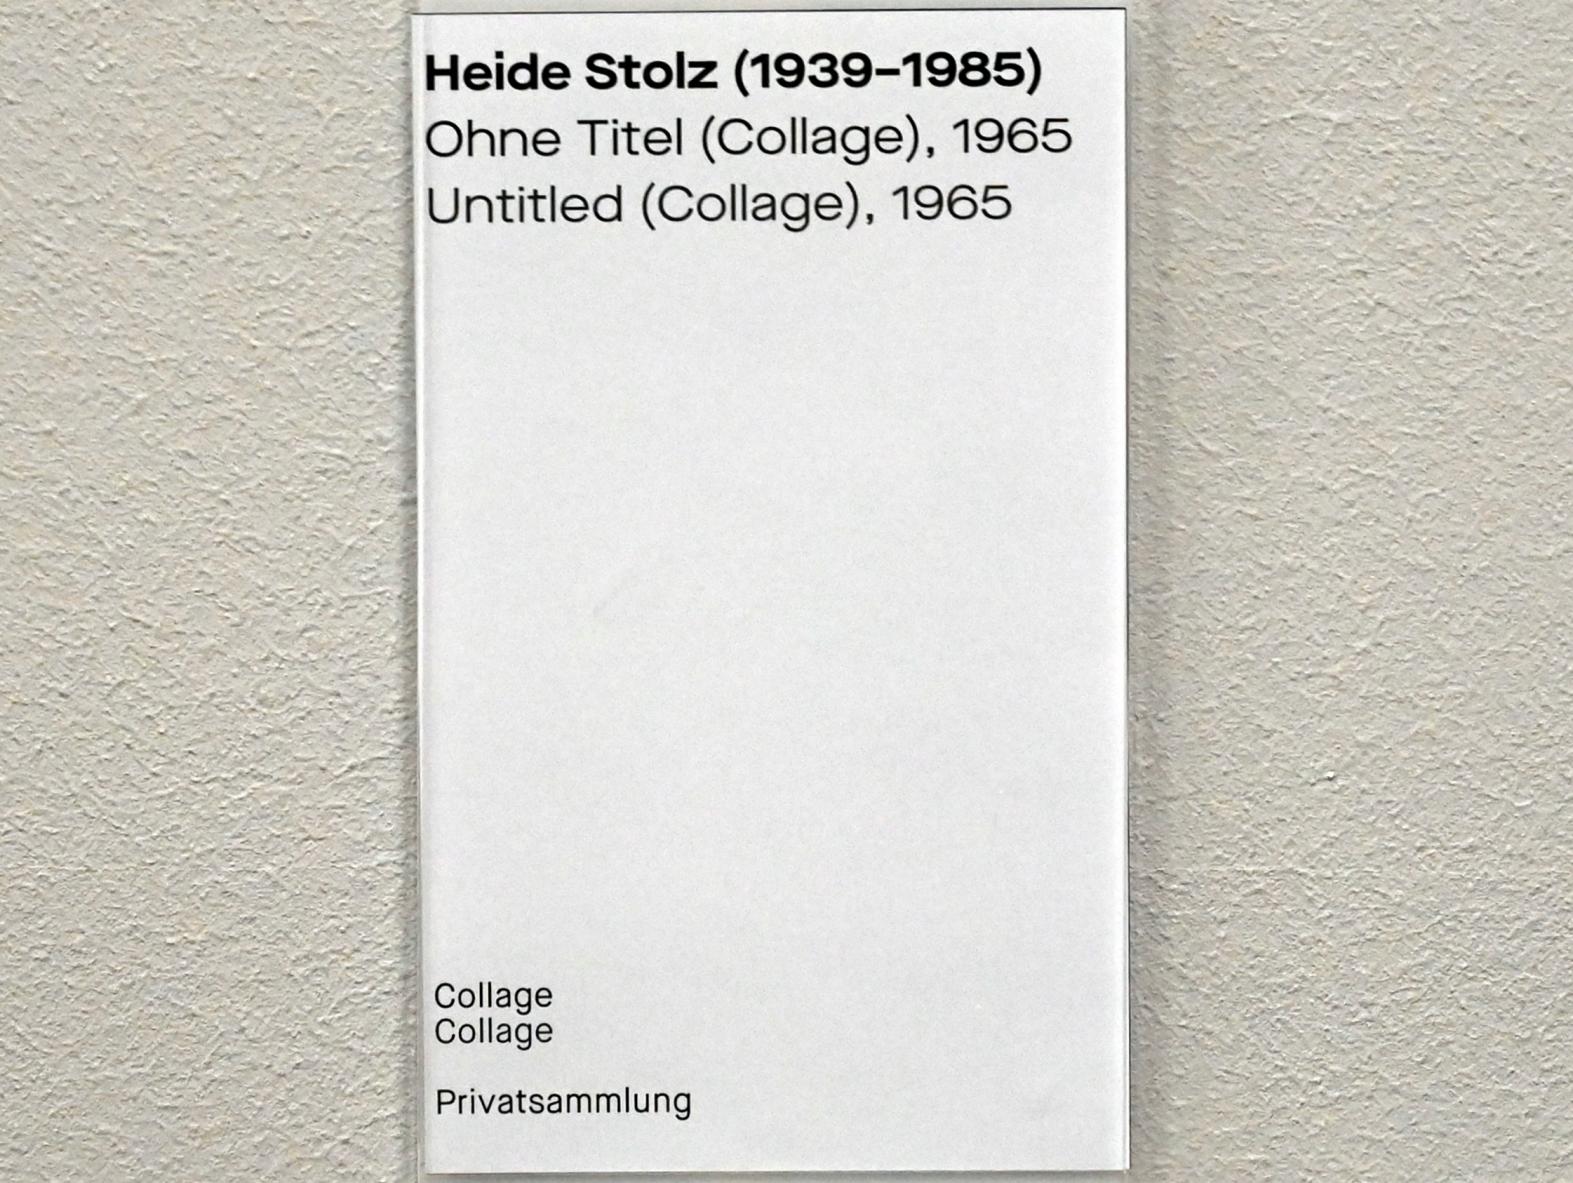 Heide Stolz (1939–1985)
Ohne Titel (Collage), 1965
Untitled (Collage), 1965
Collage
Collage
Privatsammlung